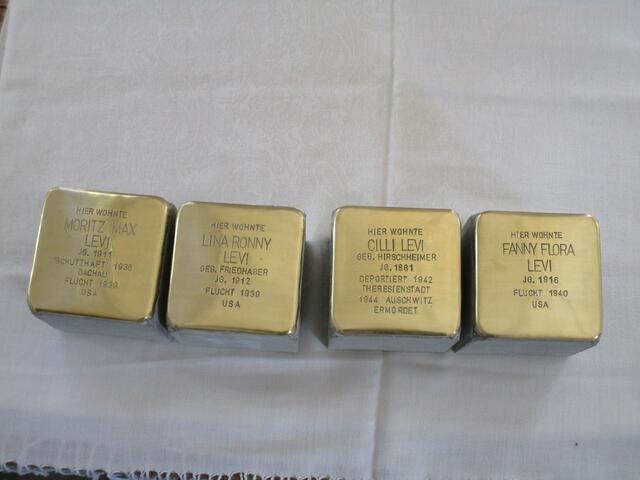 HIER WOHNTE
MORITZ MAX
LEVI
JG. 1911
"SCHUTZHAFT" 1938
DACHAU
FLUCHT 1939
USA
HIER WOHNTE
LINA RONNY
LEVI
GEB. FRIEDHABER
JG. 1912
FLUCHT 1939
USA
HIER WOHNTE
CILLI LEVI
GEB. HIRSCHHEIMER
JG. 1881
DEPORTIERT 1942
THERESIENSTADT
1944 AUSCHWITZ
ERMORDET
HIER WOHNTE
FANNY FLORA
LEVI
JG. 1916
FLUCHT 1940
USA